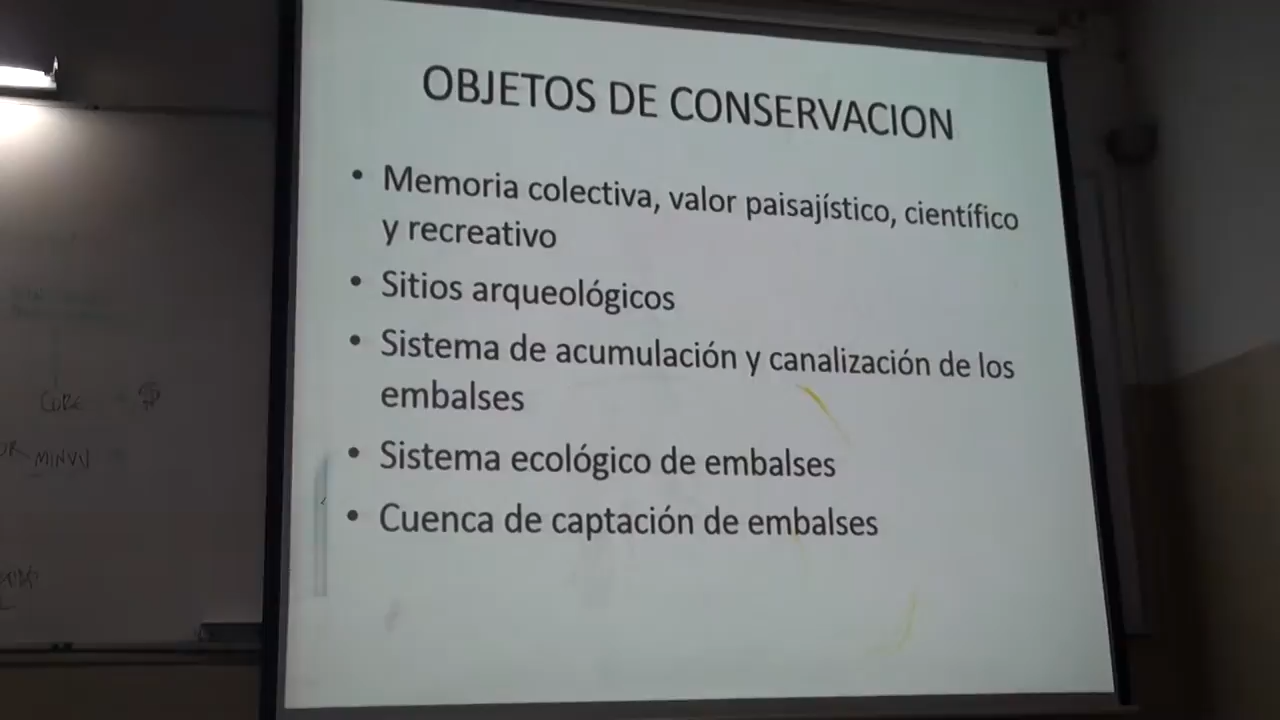 OBJETOS DE CONSERVACION
• Memoria colectiva, valor paisajístico, científico
y recreativo
• Sitios arqueológicos
• Sistema de acumulación y canalización de los
embalses
• Sistema ecológico de embalses
• Cuenca de captación de embalses
MINVU